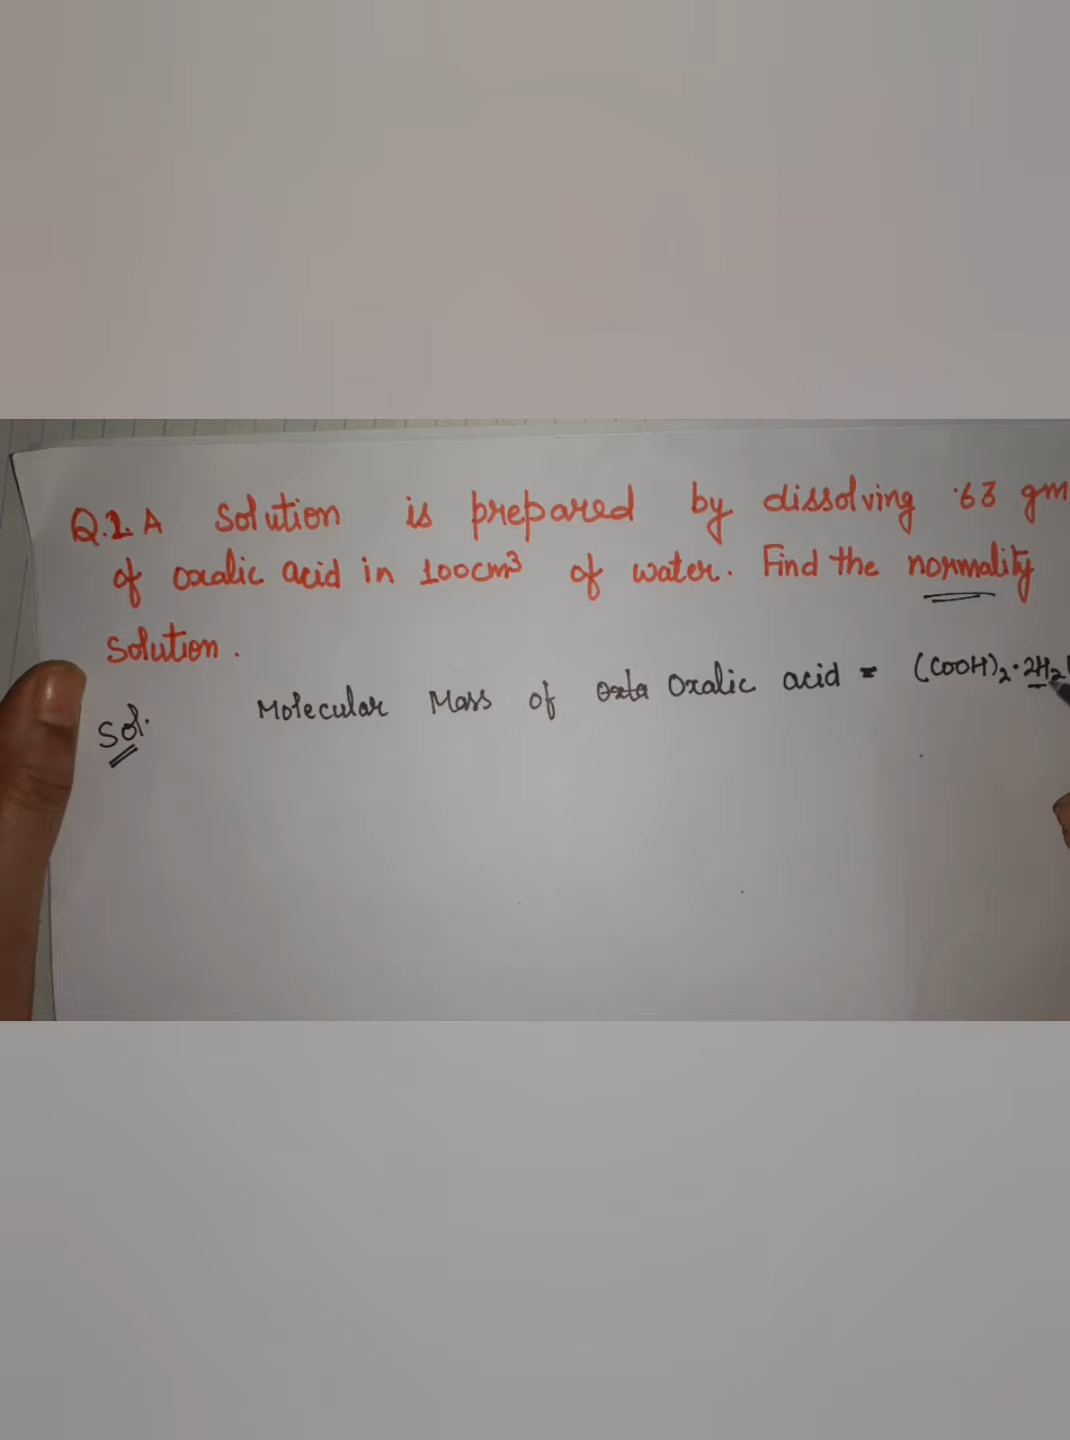 Q.1. A solution is prepared by dissolving .63 gm
of oxalic acid in 100cm³ of water. Find the normality
solution.
Sol. Molecular Mass of Oxalic acid = (COOH)₂·2H₂